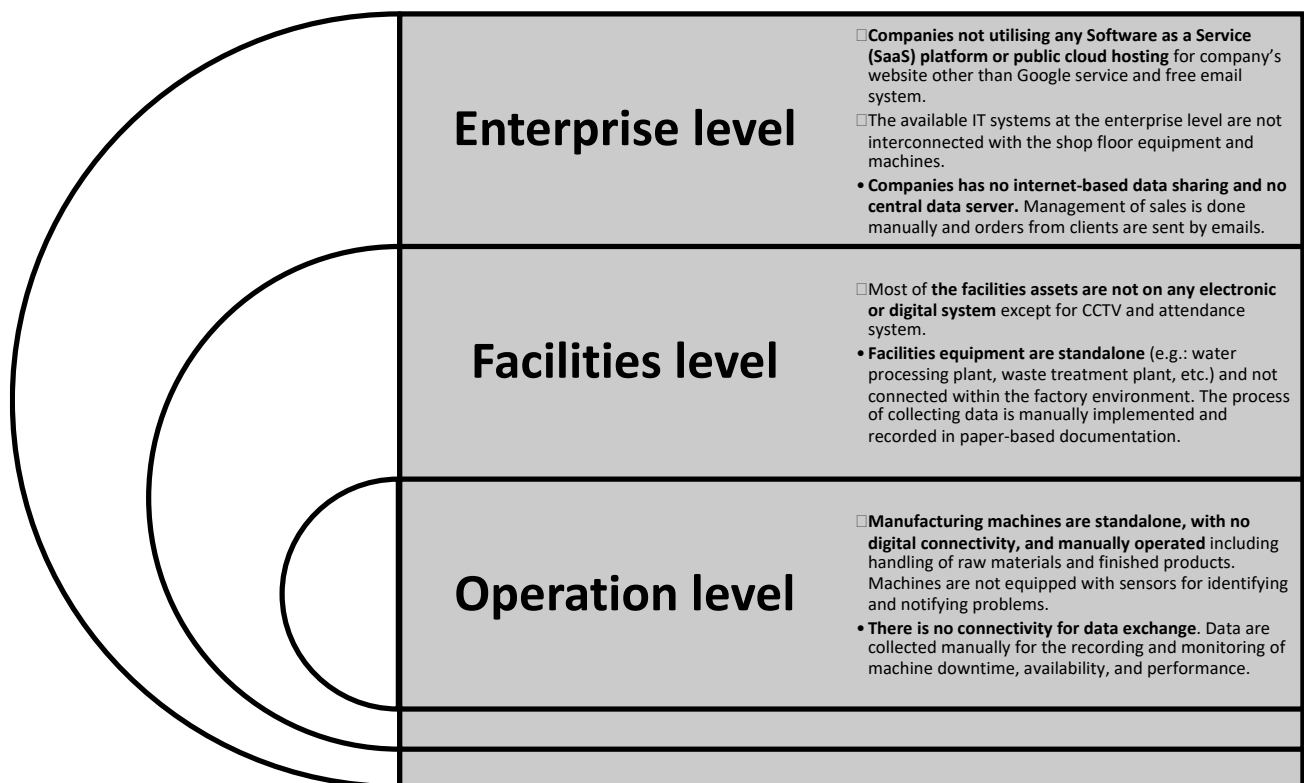 Enterprise level
□Companies not utilising any Software as a Service
(SaaS) platform or public cloud hosting for company’s
website other than Google service and free email
system.
□The available IT systems at the enterprise level are not
interconnected with the shop floor equipment and
machines.
• Companies has no internet-based data sharing and no
central data server. Management of sales is done
manually and orders from clients are sent by emails.
Facilities level
□Most of the facilities assets are not on any electronic
or digital system except for CCTV and attendance
system.
• Facilities equipment are standalone (e.g.: water
processing plant, waste treatment plant, etc.) and not
connected within the factory environment. The process
of collecting data is manually implemented and
recorded in paper-based documentation.
Operation level
□Manufacturing machines are standalone, with no
digital connectivity, and manually operated including
handling of raw materials and finished products.
Machines are not equipped with sensors for identifying
and notifying problems.
• There is no connectivity for data exchange. Data are
collected manually for the recording and monitoring of
machine downtime, availability, and performance.